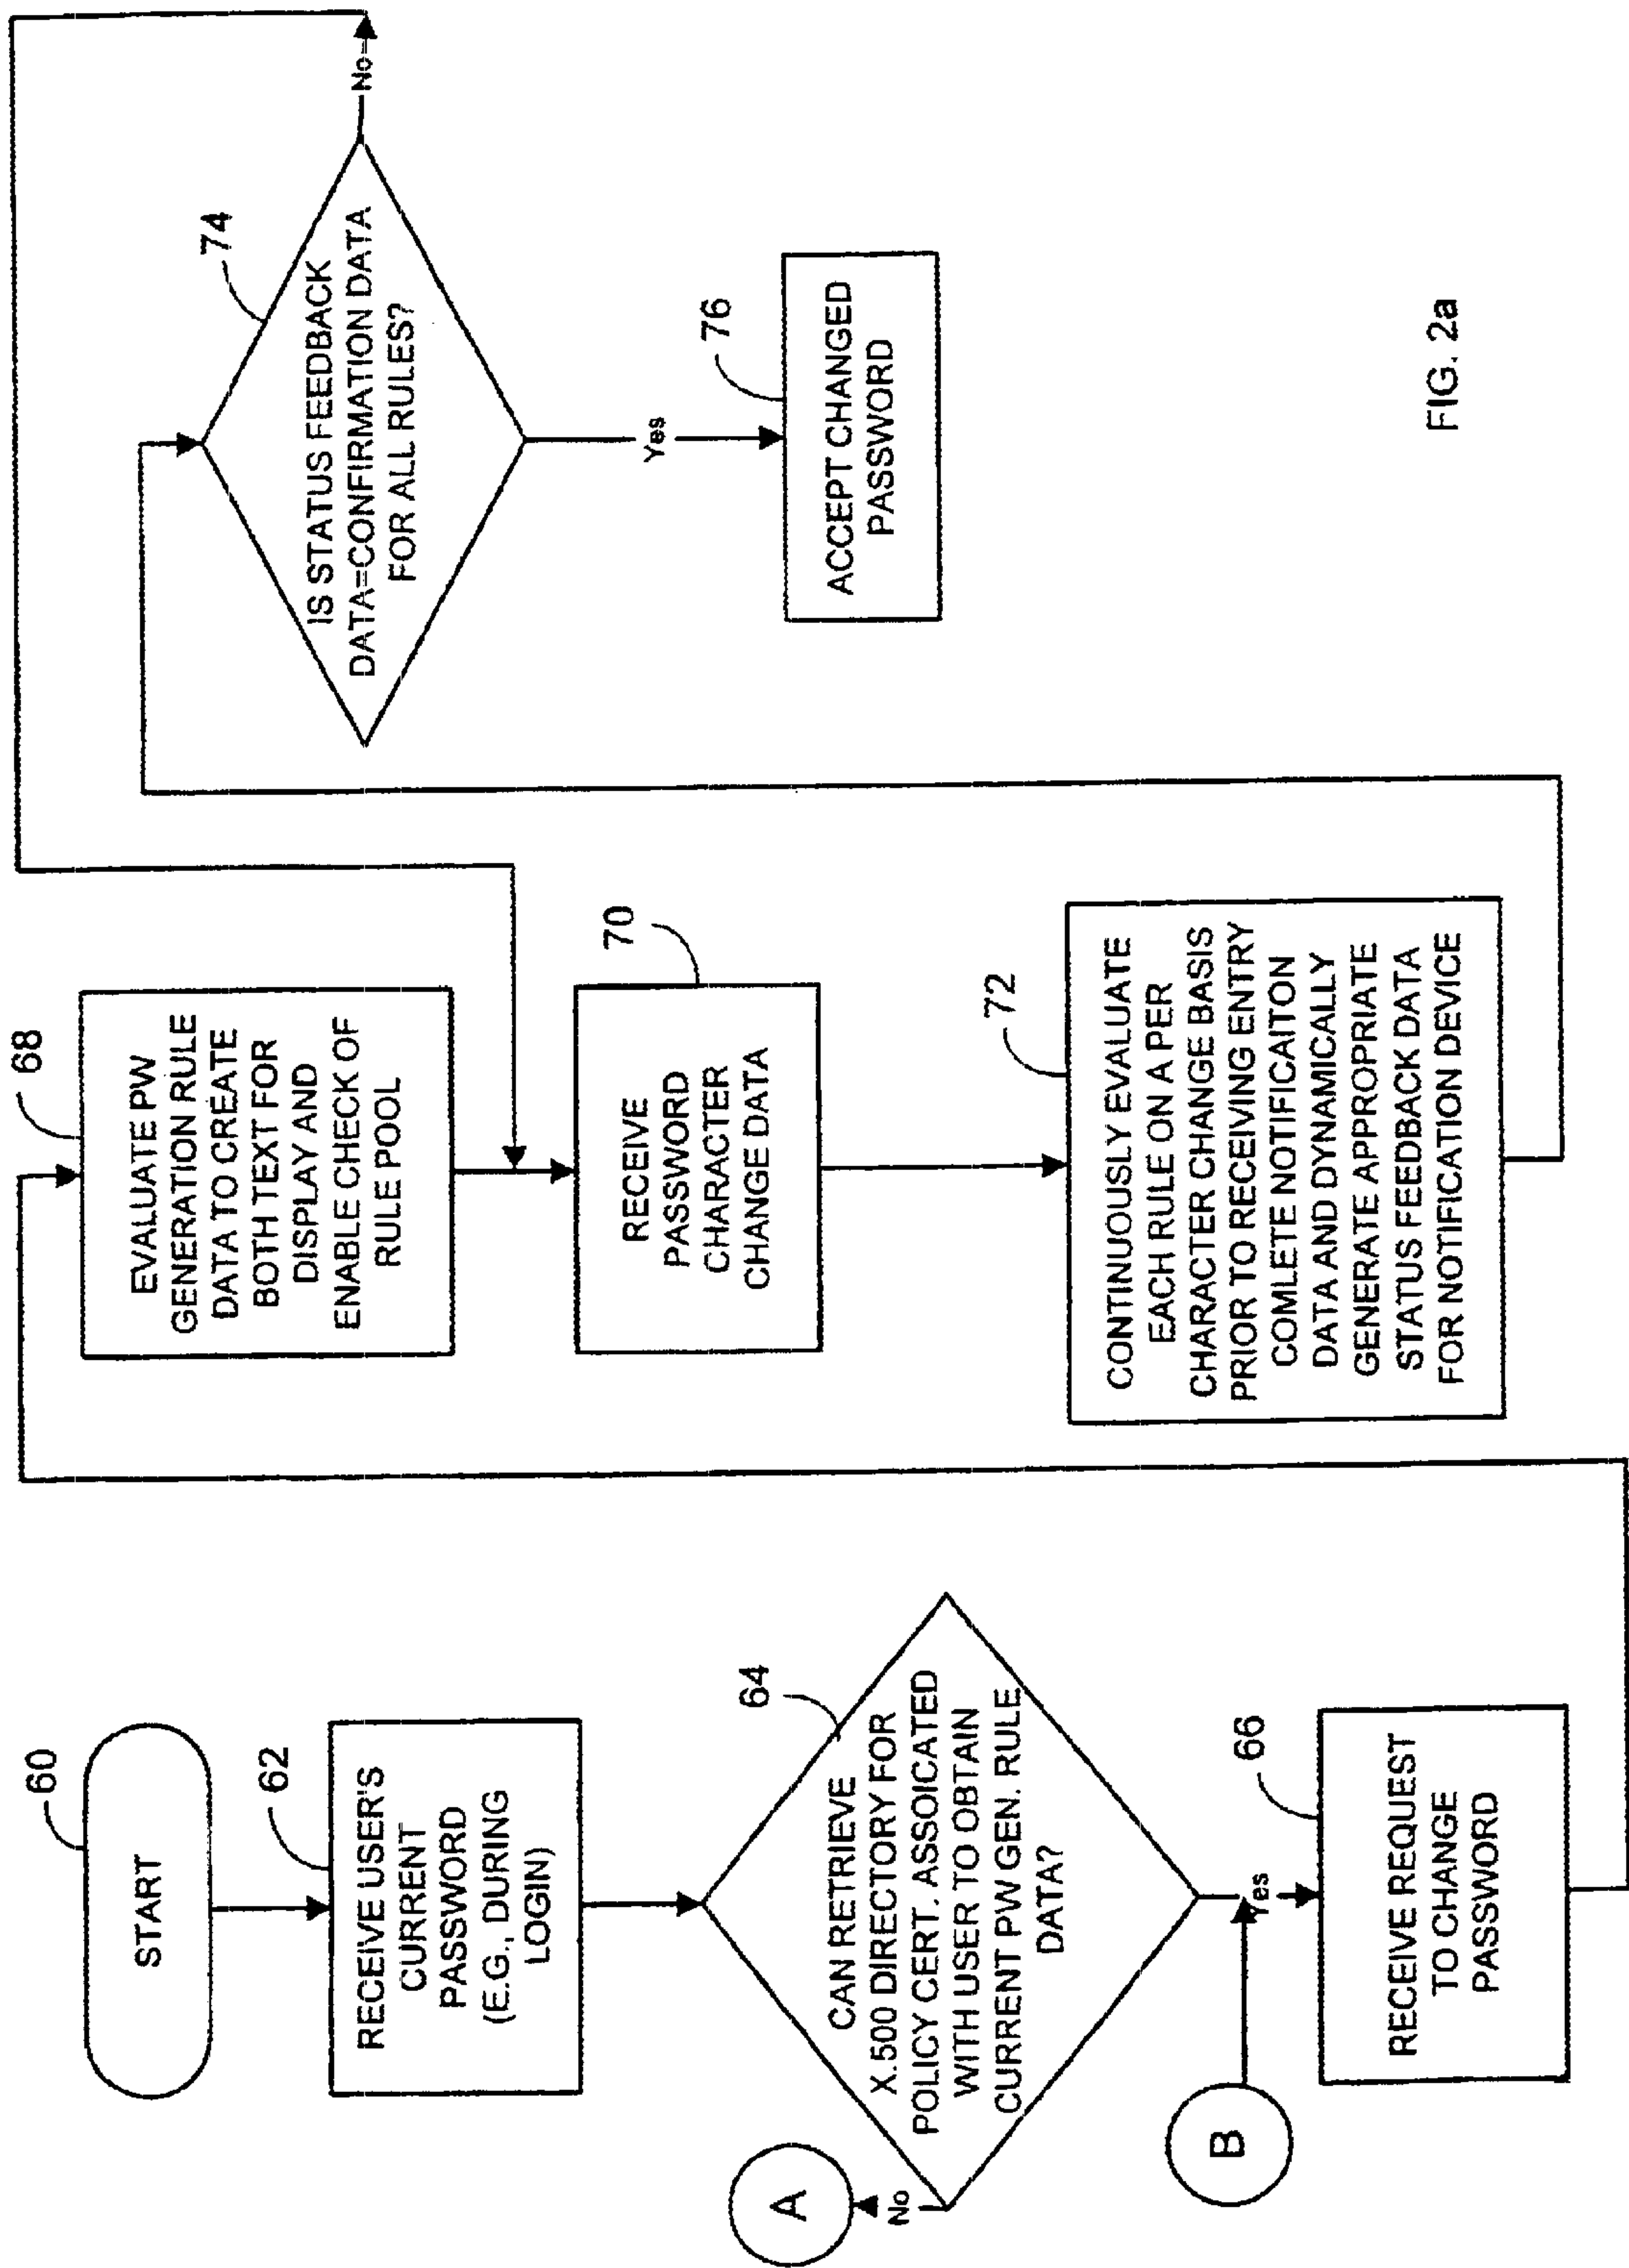 60
START
62
RECEIVE USER'S
CURRENT
PASSWORD
(E.G., DURING
LOGIN)
64
CAN RETRIEVE
X.500 DIRECTORY FOR
POLICY CERT. ASSOICATED
WITH USER TO OBTAIN
CURRENT PW GEN. RULE
DATA?
No
A
B
Yes
66
RECEIVE REQUEST
TO CHANGE
PASSWORD
68
EVALUATE PW
GENERATION RULE
DATA TO CREATE
BOTH TEXT FOR
DISPLAY AND
ENABLE CHECK OF
RULE POOL
70
RECEIVE
PASSWORD
CHARACTER
CHANGE DATA
72
CONTINUOUSLY EVALUATE
EACH RULE ON A PER
CHARACTER CHANGE BASIS
PRIOR TO RECEIVING ENTRY
COMLETE NOTIFICAITON
DATA AND DYNAMICALLY
GENERATE APPROPRIATE
STATUS FEEDBACK DATA
FOR NOTIFICATION DEVICE
74
IS STATUS FEEDBACK
DATA=CONFIRMATION DATA
FOR ALL RULES?
No
Yes
76
ACCEPT CHANGED
PASSWORD
FIG. 2a